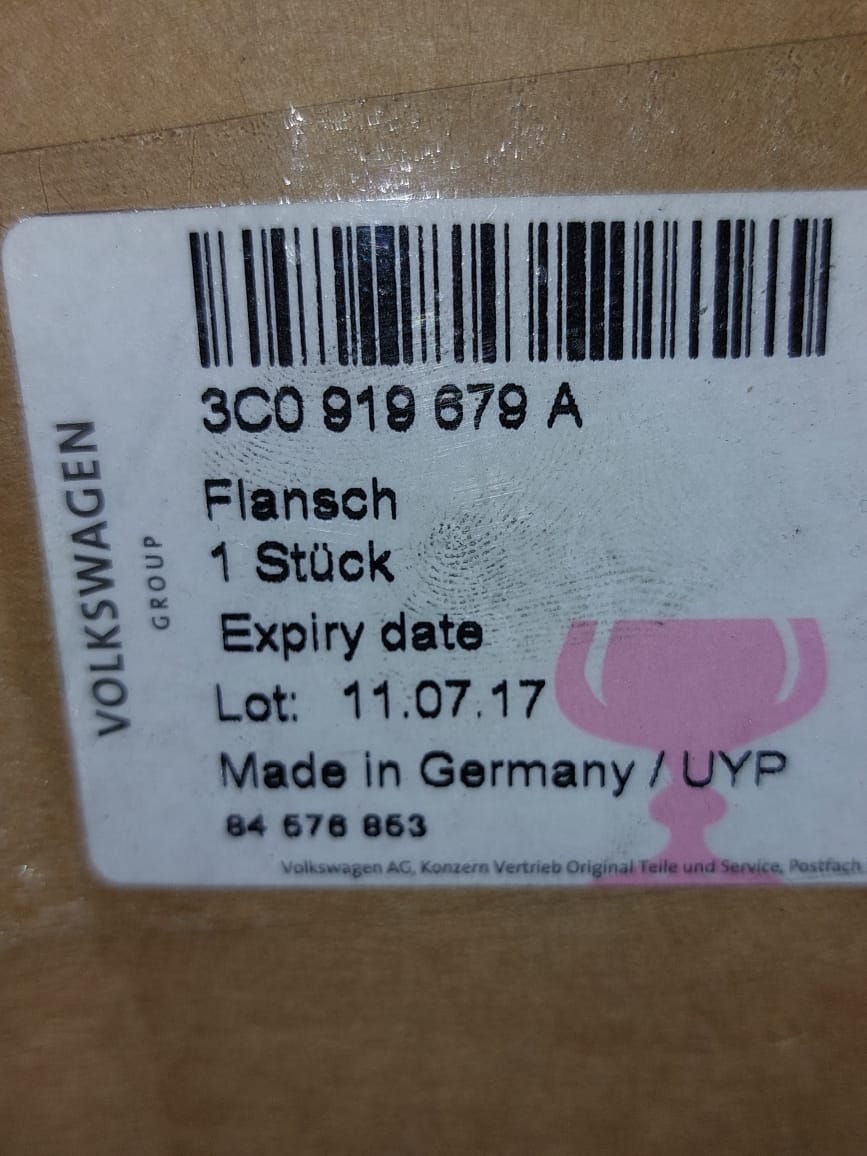 3C0 919 679 A
Flansch
1 Stück
Expiry date
Lot: 11.07.17
Made in Germany / UYP
84 676 853
Volkswagen AG, Konzern Vertrieb Original Teile und Service, Postfach
VOLKSWAGEN
GROUP